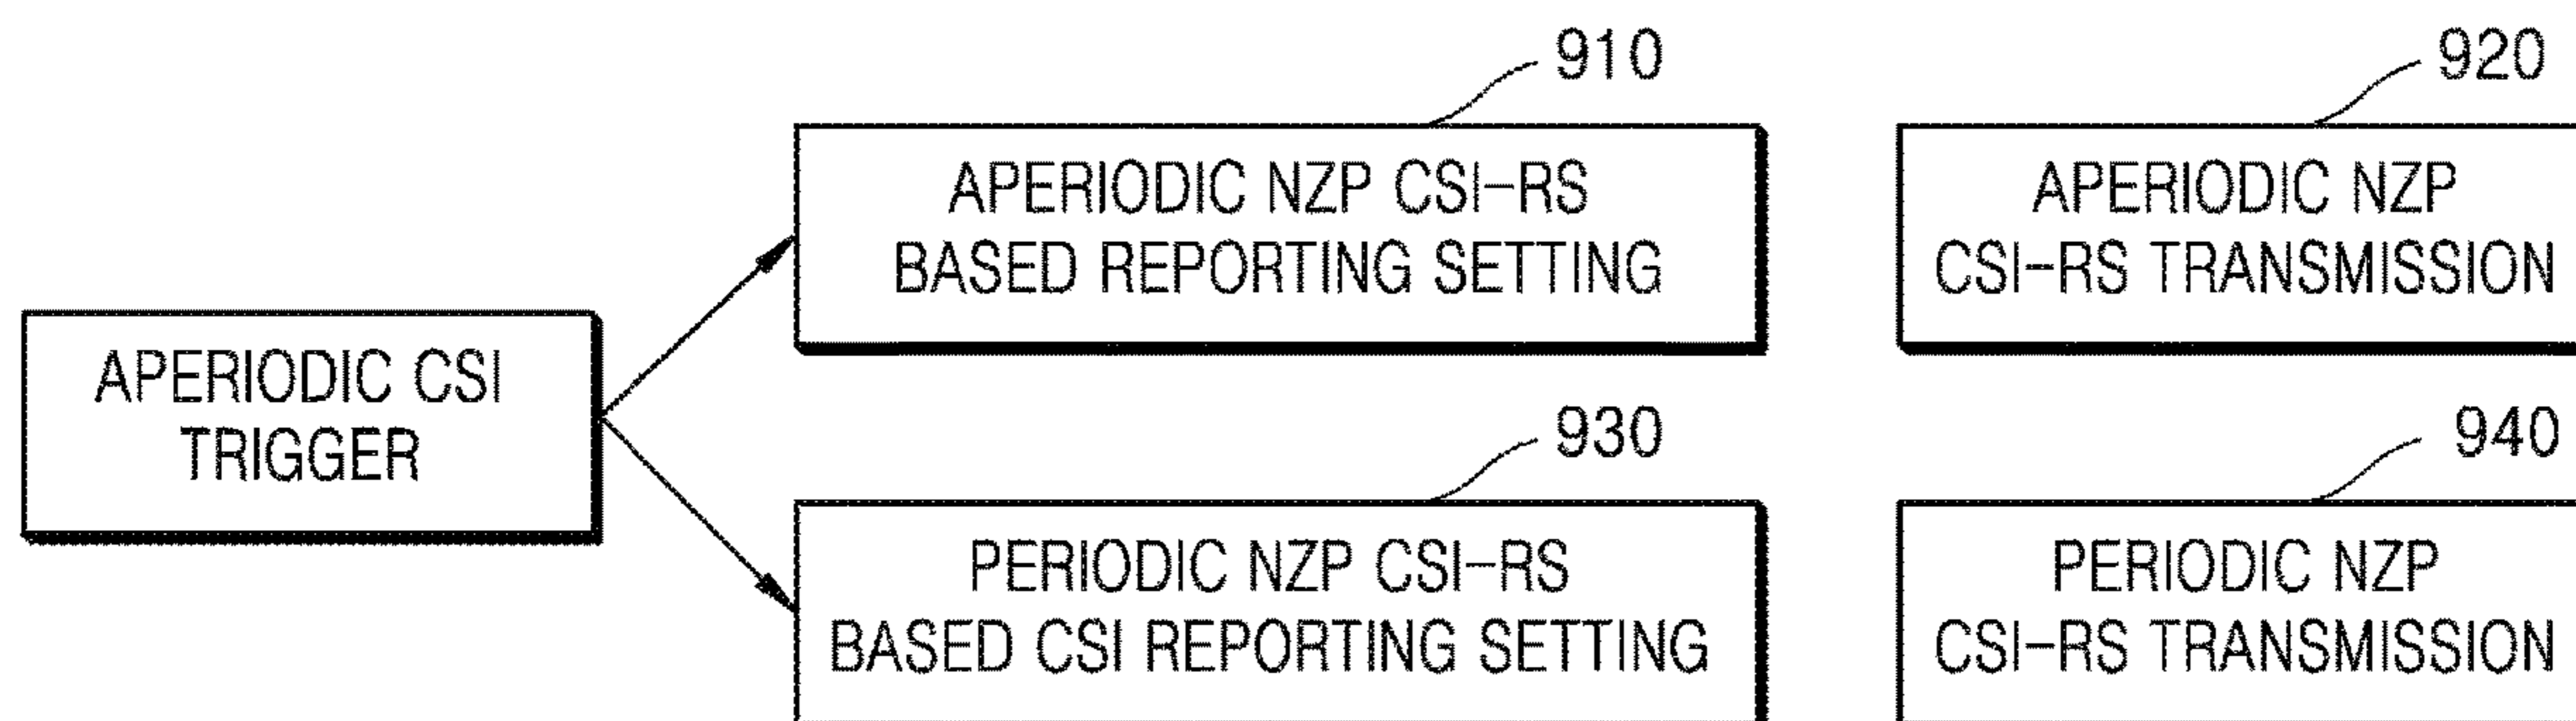 910
920
APERIODIC NZP CSI-RS
BASED REPORTING SETTING
APERIODIC NZP
CSI-RS TRANSMISSION
APERIODIC CSI
TRIGGER
930
940
PERIODIC NZP CSI-RS
BASED CSI REPORTING SETTING
PERIODIC NZP
CSI-RS TRANSMISSION